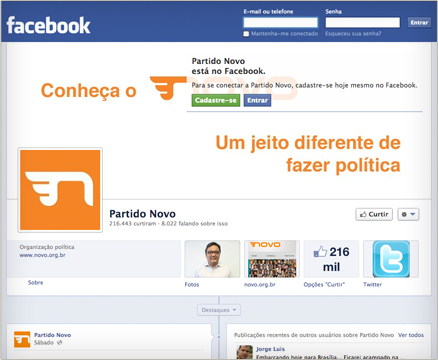 facebook
E-mail ou telefone
Senha
Entrar
Mantenha-me conectado
Esqueceu sua senha?
Partido Novo
está no Facebook.
Conheça o
Para se conectar a Partido Novo, cadastre-se hoje mesmo no Facebook.
Cadastre-se
Entrar
Um jeito diferente de
fazer política
Partido Novo
216.443 curtiram · 8.022 falando sobre isso
Curtir
Organização política
www.novo.org.br
Sobre
novo
216
mil
Fotos
novo.org.br
Opções "Curtir"
Twitter
Destaques
Partido Novo
Sábado
Publicações recentes de outros usuários sobre Partido Novo
Ver todos
Jorge Luis
Embarcando hoje para Brasília... Ficarei acampado na